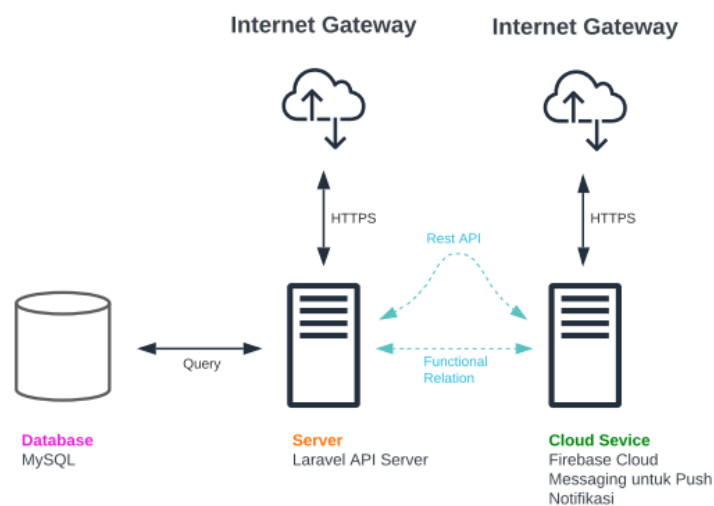 Internet Gateway
Internet Gateway
HTTPS
HTTPS
Rest API
Query
Functional
Relation
Database
MySQL
Server
Laravel API Server
Cloud Sevice
Firebase Cloud
Messaging untuk Push
Notifikasi